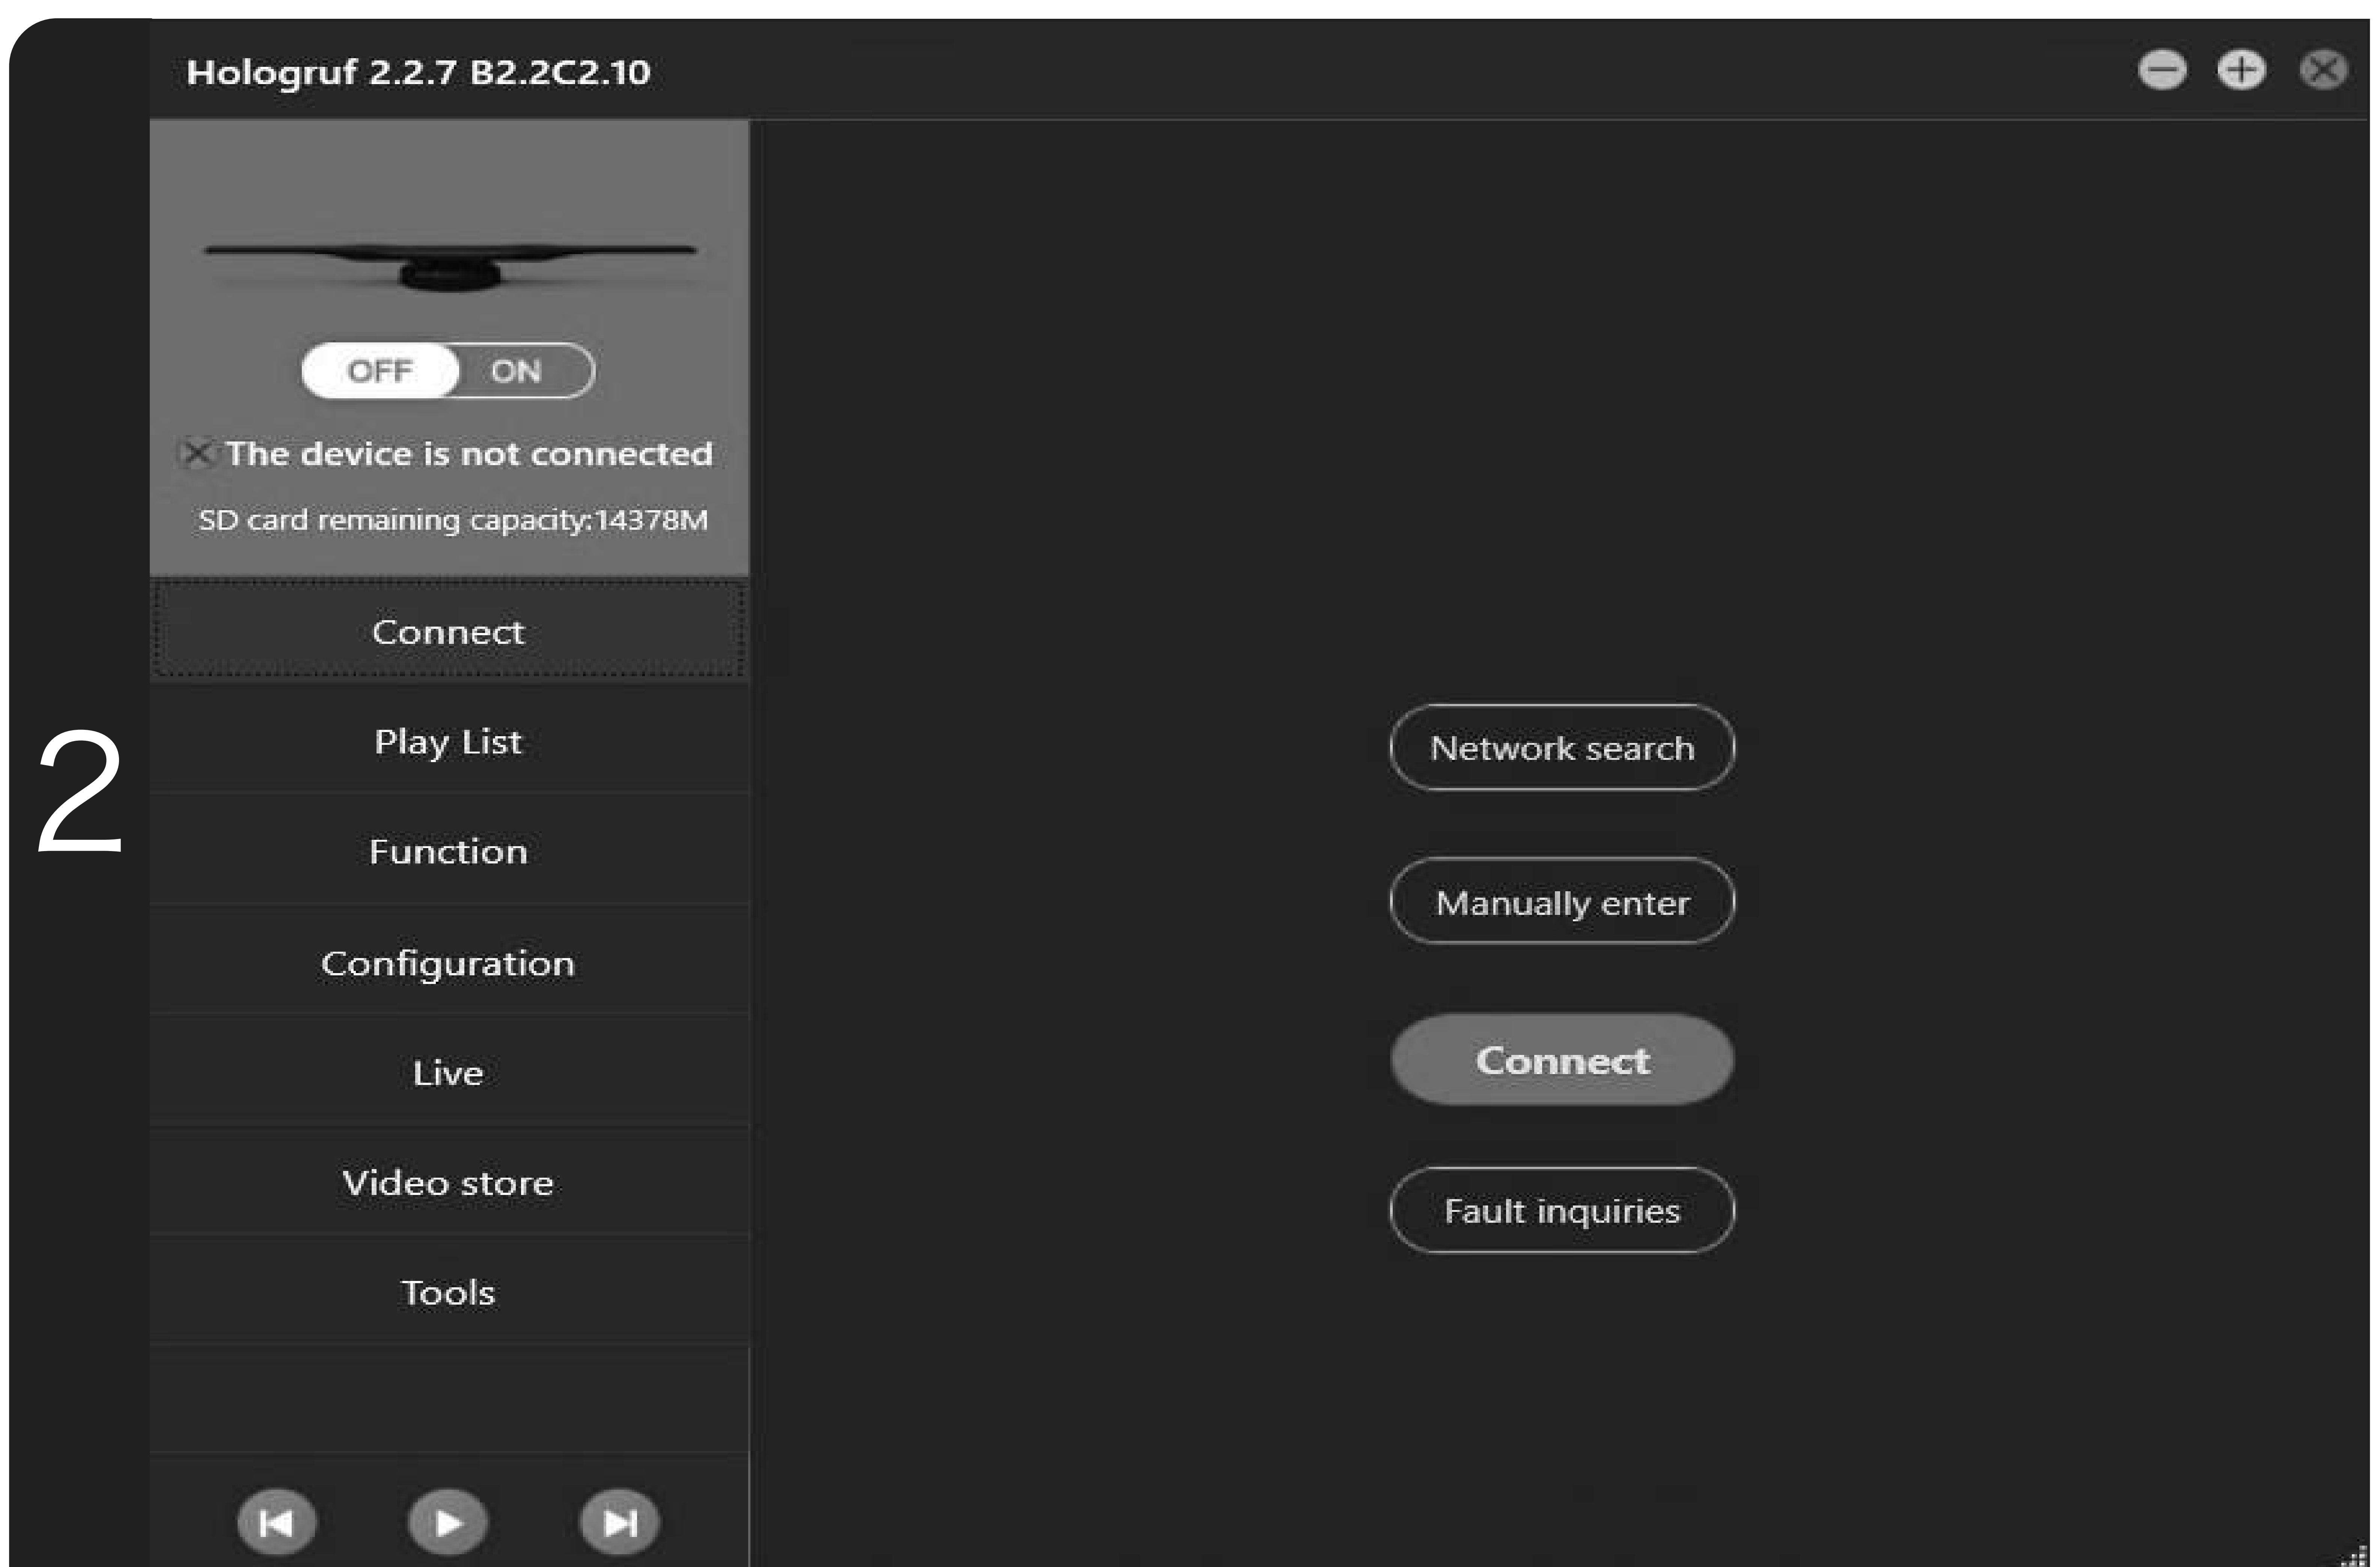 Hologruf 2.2.7 B2.2C2.10
OFF ON
The device is not connected
SD card remaining capacity:14378M
Connect
Play List
2
Function
Configuration
Live
Video store
Tools
Network search
Manually enter
Connect
Fault inquiries